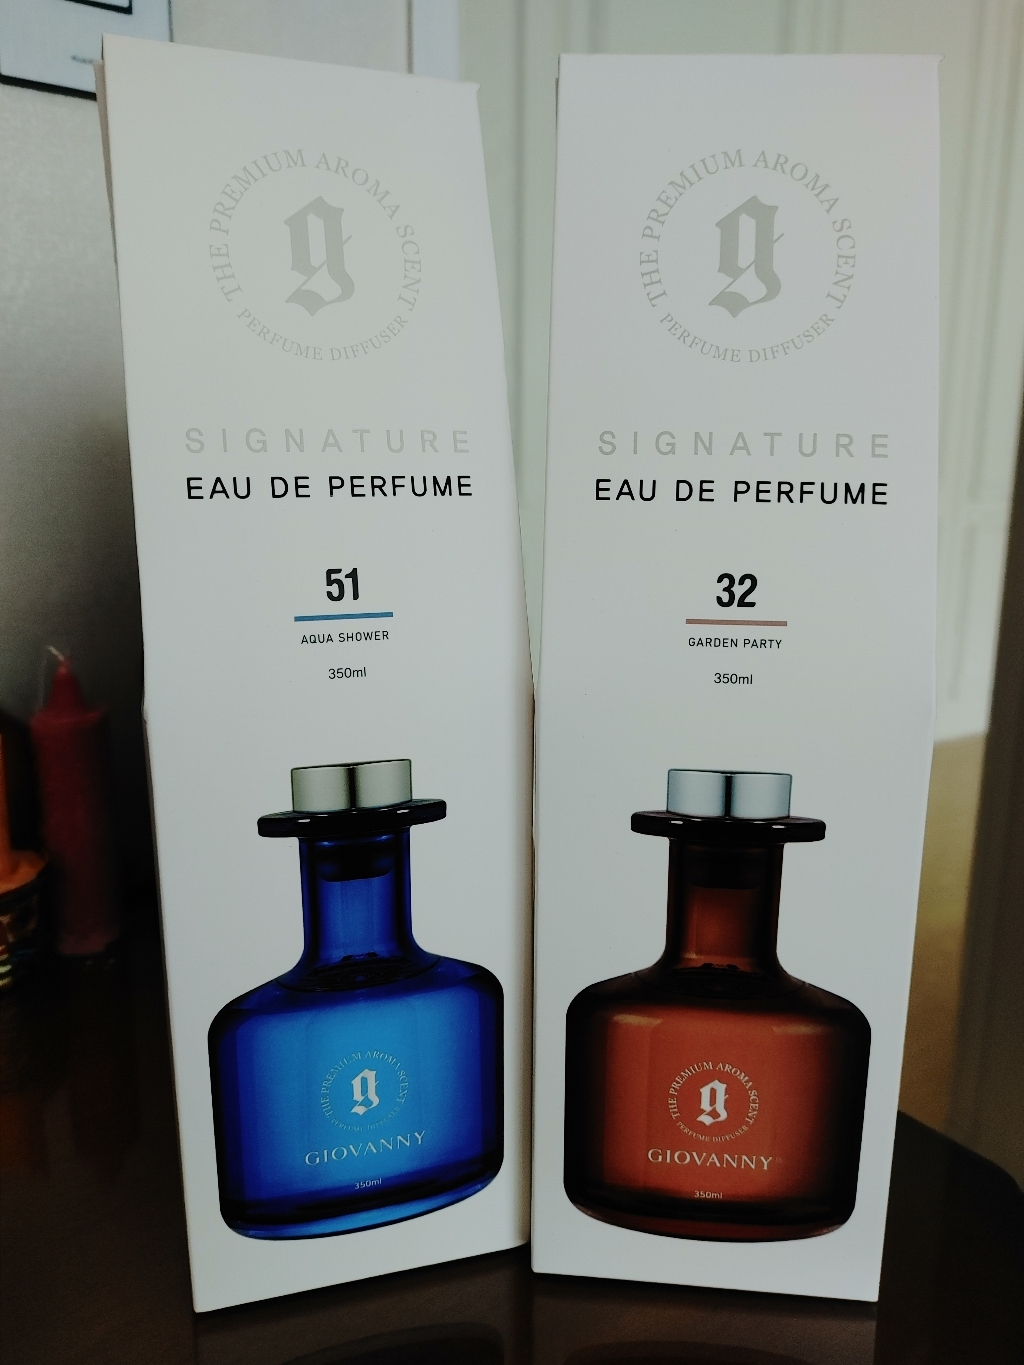 THE PREMIUM AROMA SCENT
g
PERFUME DIFFUSER
SIGNATURE
EAU DE PERFUME
51
AQUA SHOWER
350ml
THE PREMIUM AROMA SCENT
g
PERFUME DIFFUSER
GIOVANNY
350ml
THE PREMIUM AROMA SCENT
g
PERFUME DIFFUSER
SIGNATURE
EAU DE PERFUME
32
GARDEN PARTY
350ml
THE PREMIUM AROMA SCENT
g
PERFUME DIFFUSER
GIOVANNY
350ml